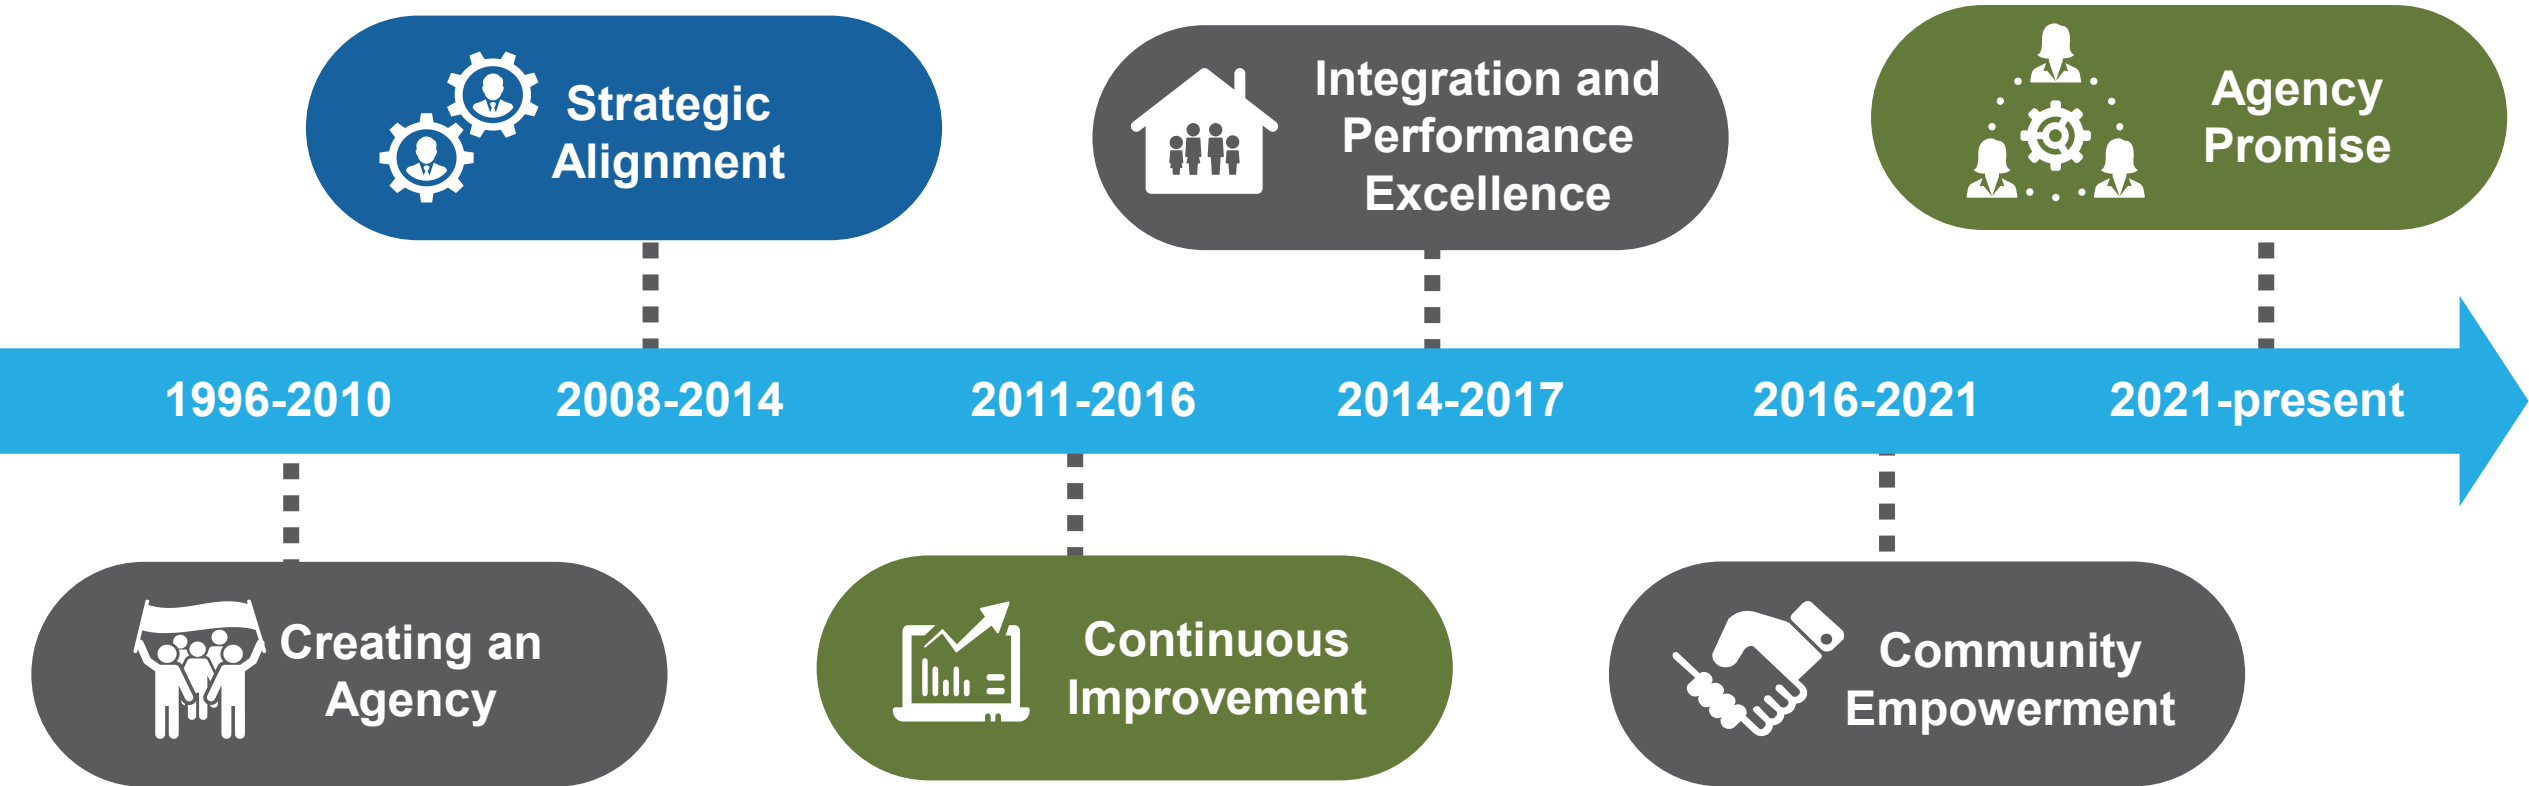 Strategic
Alignment
Integration and
Performance
Excellence
Agency
Promise
1996-2010
2008-2014
2011-2016
2014-2017
2016-2021
2021-present
Creating an
Agency
Continuous
Improvement
Community
Empowerment